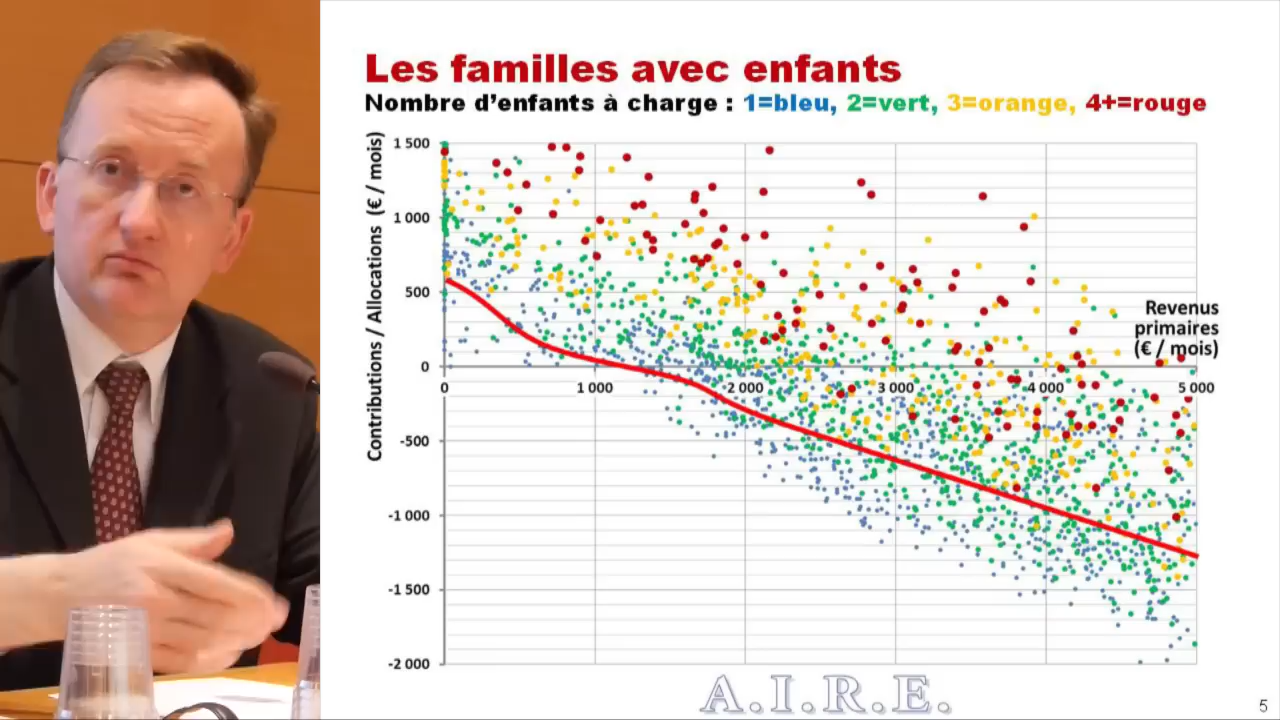 Les familles avec enfants
Nombre d'enfants à charge : 1=bleu, 2=vert, 3=orange, 4+=rouge
Contributions / Allocations (€ / mois)
1 500
1 000
500
0
-500
-1 000
-1 500
-2 000
0
1 000
2 000
3 000
4 000
5 000
Revenus
primaires
(€ / mois)
A.I.R.E.
5